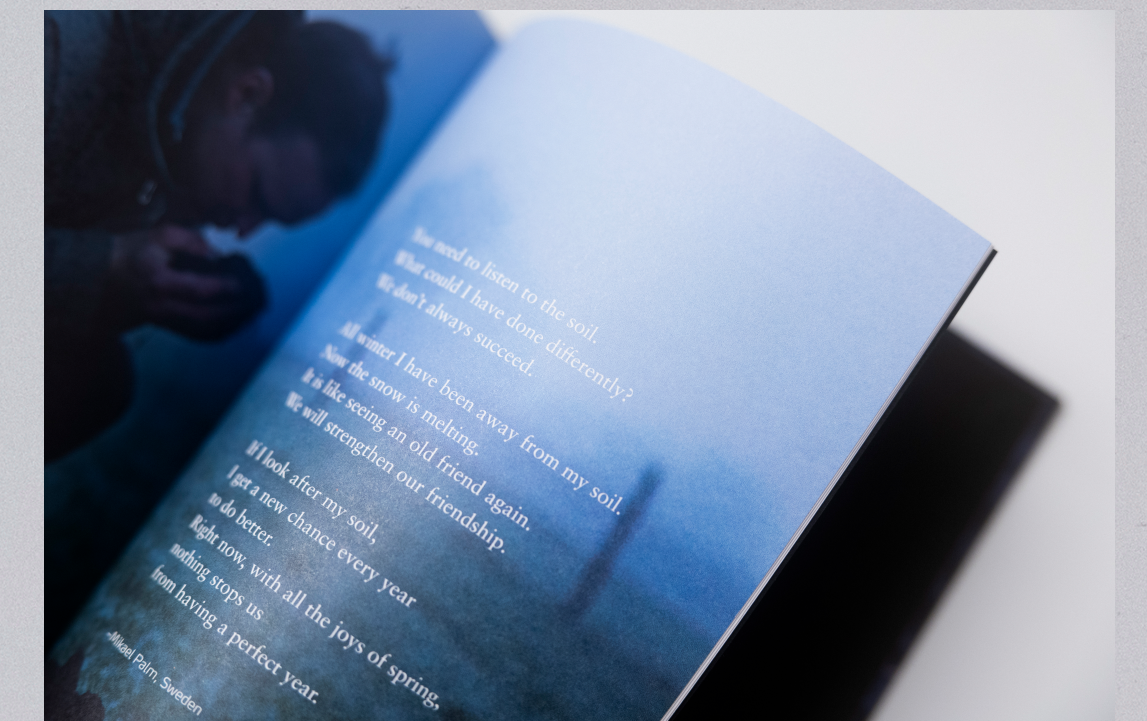 You need to listen to the soil.
What could I have done differently?
We don't always succeed.
All winter I have been away from my soil.
Now the snow is melting.
It is like seeing an old friend again.
We will strengthen our friendship.
If I look after my soil,
I get a new chance every year
to do better.
Right now, with all the joys of spring,
nothing stops us
from having a perfect year.
–Mikael Palm, Sweden